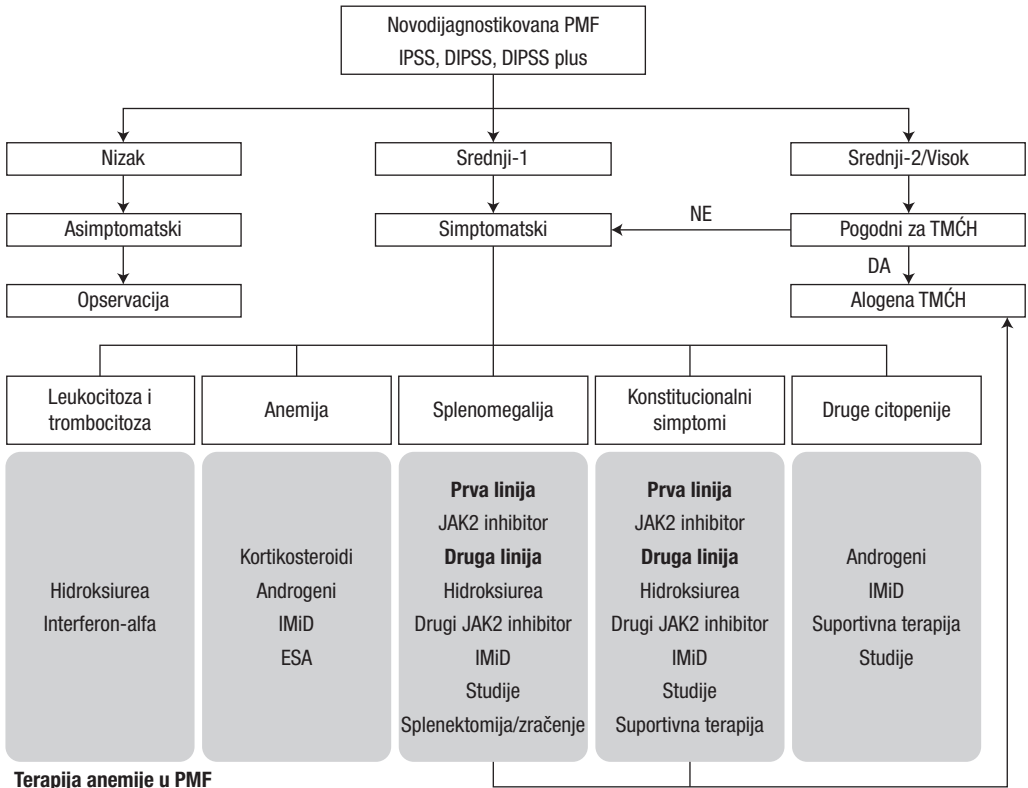 Novodijagnostikovana PMF
IPSS, DIPSS, DIPSS plus
Nizak
Srednji-1
Srednji-2/Visok
Asimptomatski
Simptomatski
NE
Pogodni za TMĆH
DA
Opservacija
Alogena TMĆH
Leukocitoza i
trombocitoza
Anemija
Splenomegalija
Konstitucionalni
simptomi
Druge citopenije
Hidroksiurea
Interferon-alfa
Kortikosteroidi
Androgeni
IMiD
ESA
Prva linija
JAK2 inhibitor
Druga linija
Hidroksiurea
Drugi JAK2 inhibitor
IMiD
Studije
Splenektomija/zračenje
Prva linija
JAK2 inhibitor
Druga linija
Hidroksiurea
Drugi JAK2 inhibitor
IMiD
Studije
Suportivna terapija
Androgeni
IMiD
Suportivna terapija
Studije
Terapija anemije u PMF